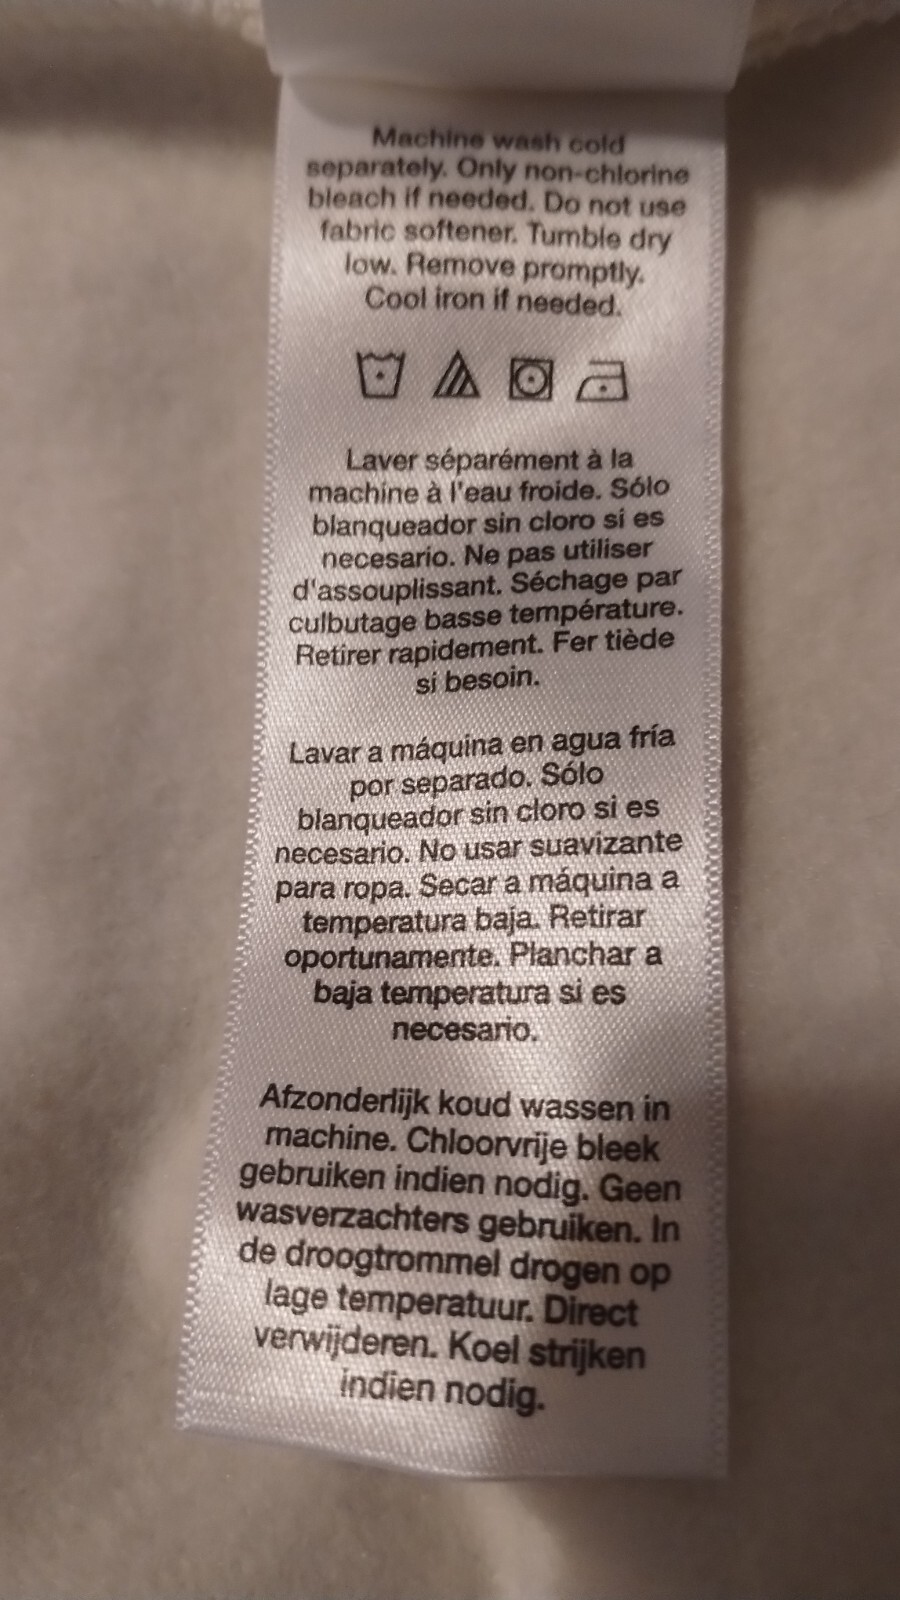 Machine wash cold
separately. Only non-chlorine
bleach if needed. Do not use
fabric softener. Tumble dry
low. Remove promptly.
Cool iron if needed.
Laver séparément à la
machine à l'eau froide. Sólo
blanqueador sin cloro si es
necesario. Ne pas utiliser
d'assouplissant. Séchage par
culbutage basse température.
Retirer rapidement. Fer tiède
si besoin.
Lavar a máquina en agua fría
por separado. Sólo
blanqueador sin cloro si es
necesario. No usar suavizante
para ropa. Secar a máquina a
temperatura baja. Retirar
oportunamente. Planchar a
baja temperatura si es
necesario.
Afzonderlijk koud wassen in
machine. Chloorvrije bleek
gebruiken indien nodig. Geen
wasverzachters gebruiken. In
de droogtrommel drogen op
lage temperatuur. Direct
verwijderen. Koel strijken
indien nodig.